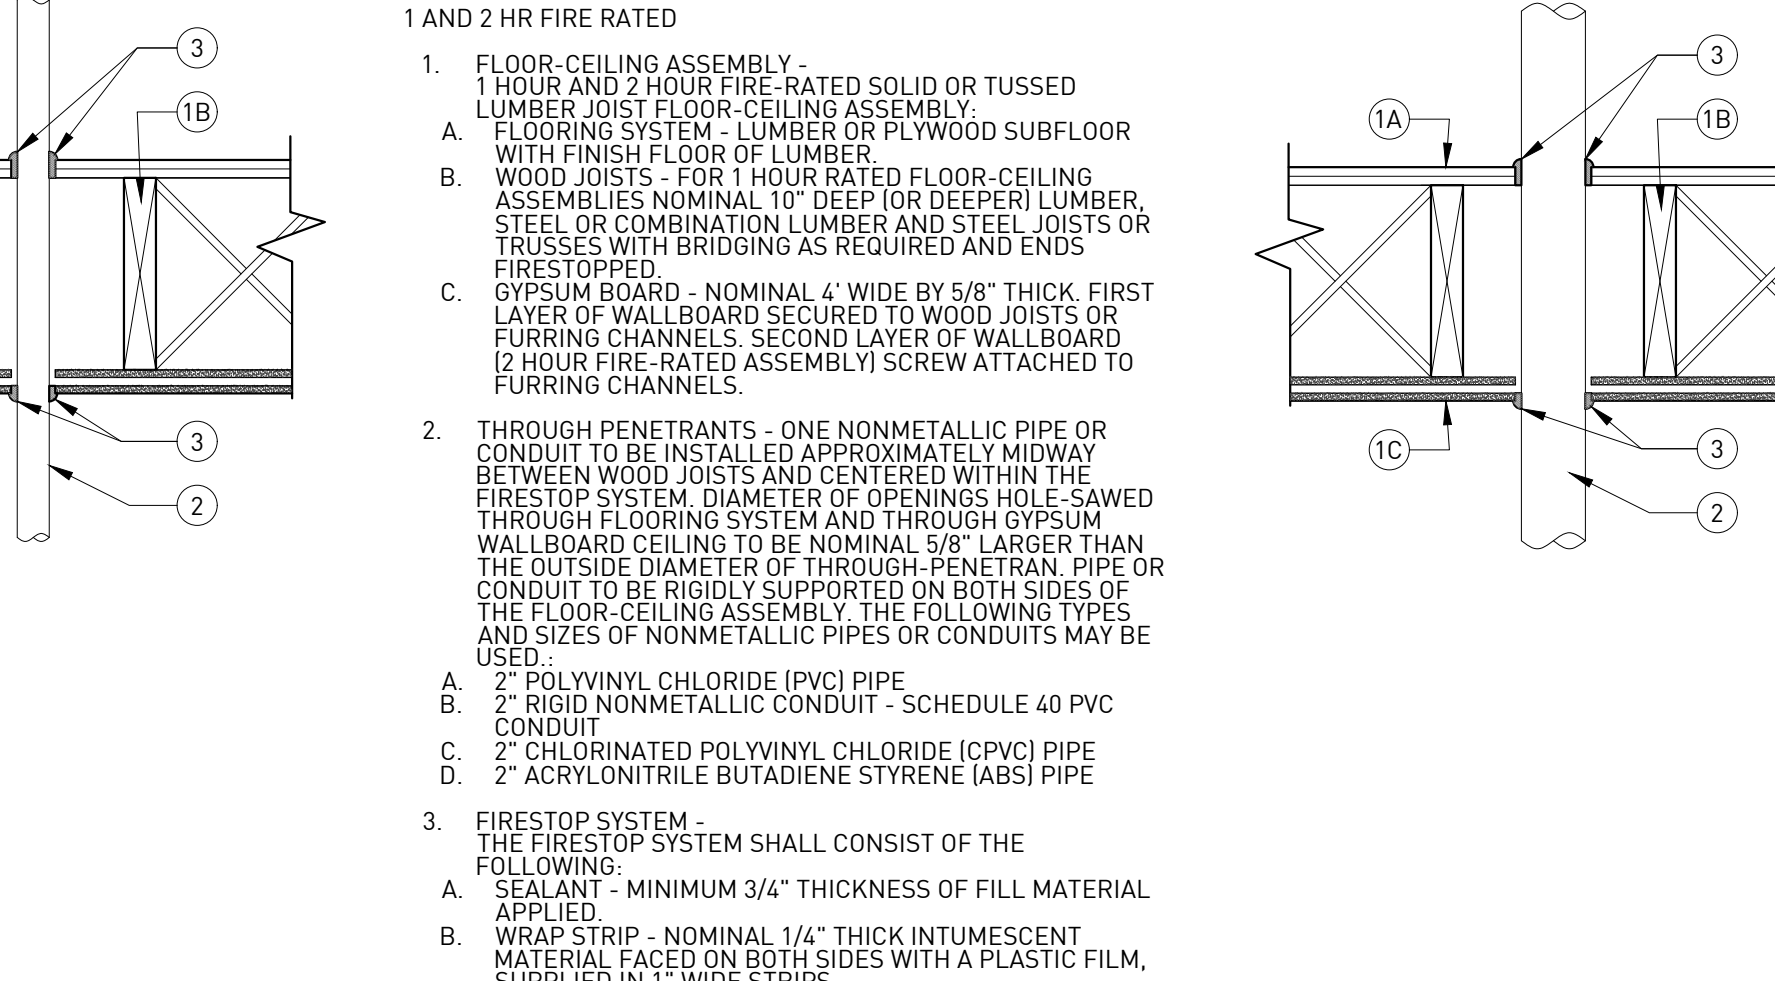 3
1B
3
2
1 AND 2 HR FIRE RATED
1. FLOOR-CEILING ASSEMBLY -
1 HOUR AND 2 HOUR FIRE-RATED SOLID OR TUSSED
LUMBER JOIST FLOOR-CEILING ASSEMBLY:
A. FLOORING SYSTEM - LUMBER OR PLYWOOD SUBFLOOR
WITH FINISH FLOOR OF LUMBER.
B. WOOD JOISTS - FOR 1 HOUR RATED FLOOR-CEILING
ASSEMBLIES NOMINAL 10" DEEP (OR DEEPER) LUMBER,
STEEL OR COMBINATION LUMBER AND STEEL JOISTS OR
TRUSSES WITH BRIDGING AS REQUIRED AND ENDS
FIRESTOPPED.
C. GYPSUM BOARD - NOMINAL 4' WIDE BY 5/8" THICK. FIRST
LAYER OF WALLBOARD SECURED TO WOOD JOISTS OR
FURRING CHANNELS. SECOND LAYER OF WALLBOARD
(2 HOUR FIRE-RATED ASSEMBLY) SCREW ATTACHED TO
FURRING CHANNELS.
2. THROUGH PENETRANTS - ONE NONMETALLIC PIPE OR
CONDUIT TO BE INSTALLED APPROXIMATELY MIDWAY
BETWEEN WOOD JOISTS AND CENTERED WITHIN THE
FIRESTOP SYSTEM. DIAMETER OF OPENINGS HOLE-SAWED
THROUGH FLOORING SYSTEM AND THROUGH GYPSUM
WALLBOARD CEILING TO BE NOMINAL 5/8" LARGER THAN
THE OUTSIDE DIAMETER OF THROUGH-PENETRAN. PIPE OR
CONDUIT TO BE RIGIDLY SUPPORTED ON BOTH SIDES OF
THE FLOOR-CEILING ASSEMBLY. THE FOLLOWING TYPES
AND SIZES OF NONMETALLIC PIPES OR CONDUITS MAY BE
USED.:
A. 2" POLYVINYL CHLORIDE (PVC) PIPE
B. 2" RIGID NONMETALLIC CONDUIT - SCHEDULE 40 PVC
CONDUIT
C. 2" CHLORINATED POLYVINYL CHLORIDE (CPVC) PIPE
D. 2" ACRYLONITRILE BUTADIENE STYRENE (ABS) PIPE
3. FIRESTOP SYSTEM -
THE FIRESTOP SYSTEM SHALL CONSIST OF THE
FOLLOWING:
A. SEALANT - MINIMUM 3/4" THICKNESS OF FILL MATERIAL
APPLIED.
B. WRAP STRIP - NOMINAL 1/4" THICK INTUMESCENT
MATERIAL FACED ON BOTH SIDES WITH A PLASTIC FILM,
SUPPLIED IN 1" WIDE STRIPS
3
1A
1B
1C
3
2